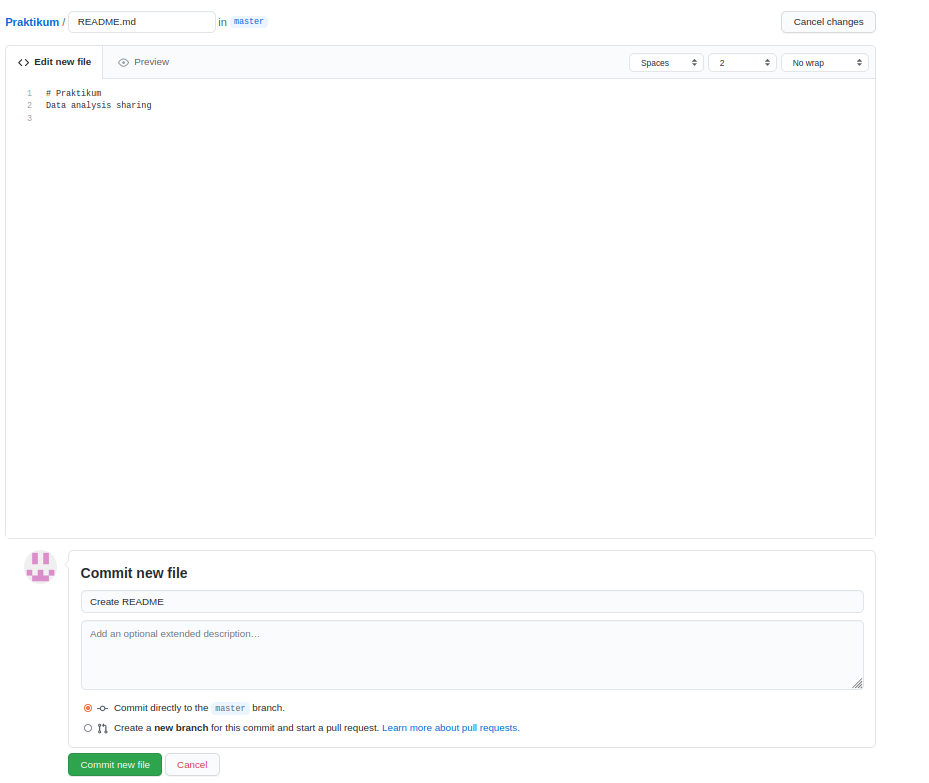 Praktikum / README.md in master Cancel changes
<> Edit new file Preview Spaces 2 No wrap
1 # Praktikum
2 Data analysis sharing
3
Commit new file
Create README
Add an optional extended description…
Commit directly to the master branch.
Create a new branch for this commit and start a pull request. Learn more about pull requests.
Commit new file Cancel